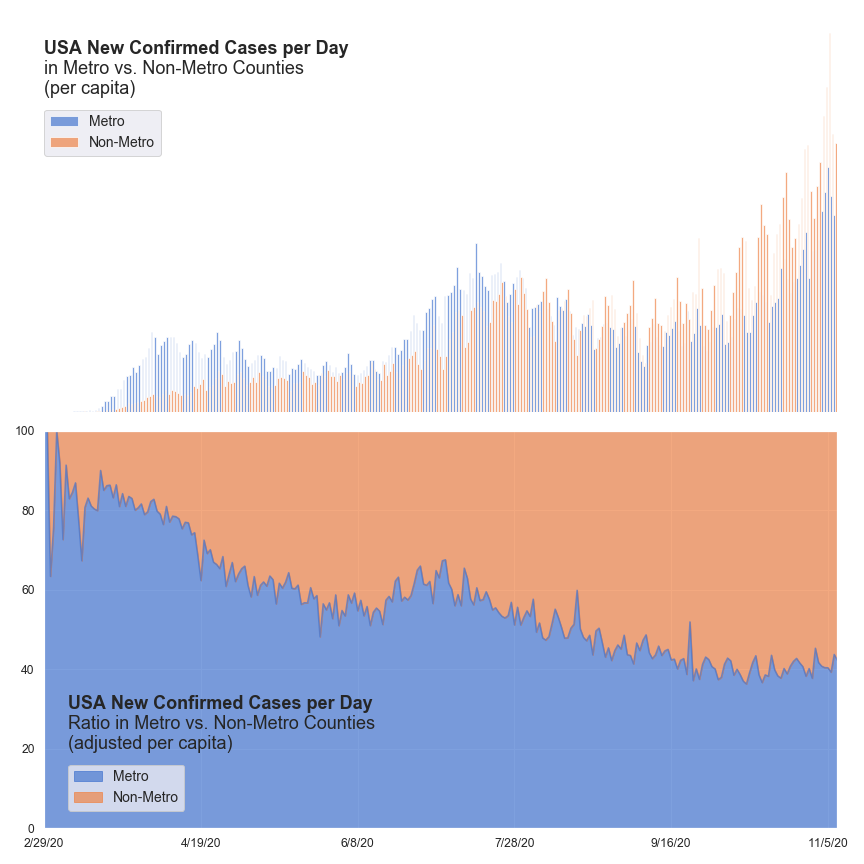 USA New Confirmed Cases per Day
in Metro vs. Non-Metro Counties
(per capita)
Metro
Non-Metro
100
80
60
40
20
0
USA New Confirmed Cases per Day
Ratio in Metro vs. Non-Metro Counties
(adjusted per capita)
Metro
Non-Metro
2/29/20 4/19/20 6/8/20 7/28/20 9/16/20 11/5/20